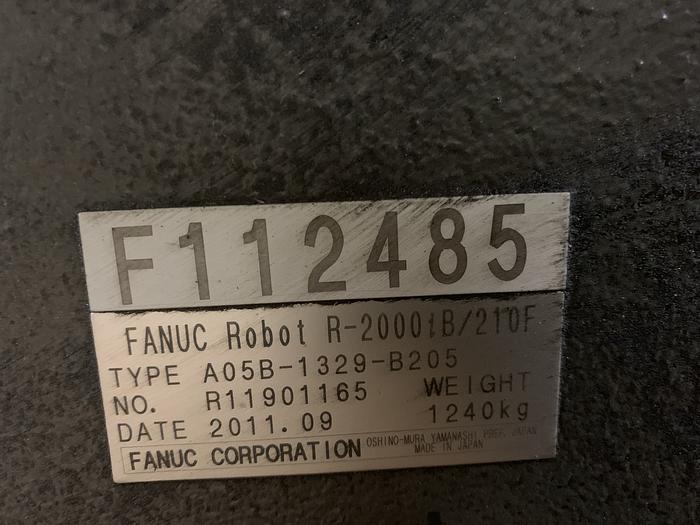 F112485
FANUC Robot R-2000iB/210F
TYPE A05B-1329-B205
NO. R11901165 WEIGHT
DATE 2011.09 1240kg
FANUC CORPORATION OSHINO-MURA YAMANASHI PREF. JAPAN
MADE IN JAPAN